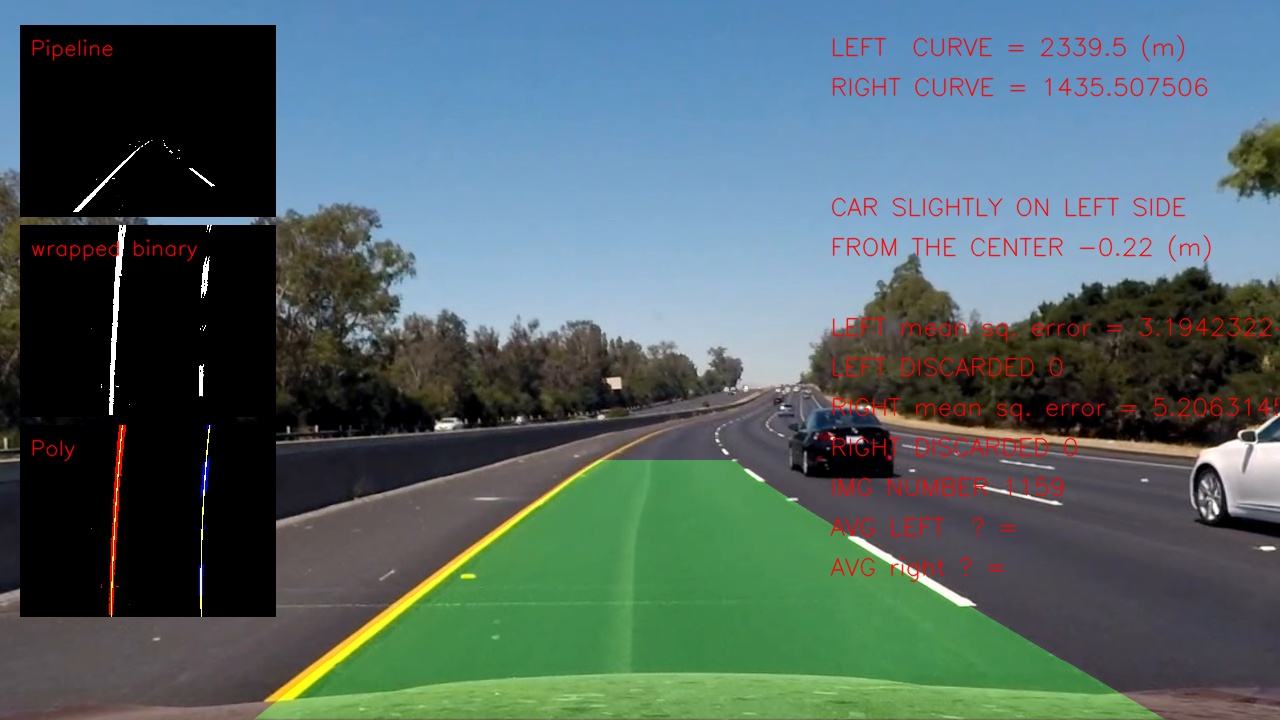 Pipeline
wrapped binary
Poly
LEFT CURVE = 2339.5 (m)
RIGHT CURVE = 1435.507506
CAR SLIGHTLY ON LEFT SIDE
FROM THE CENTER -0.22 (m)
LEFT mean sq. error = 3.1942322
LEFT DISCARDED 0
RIGHT mean sq. error = 5.206314
RIGHT DISCARDED 0
IMG NUMBER 1159
AVG LEFT ? =
AVG right ? =